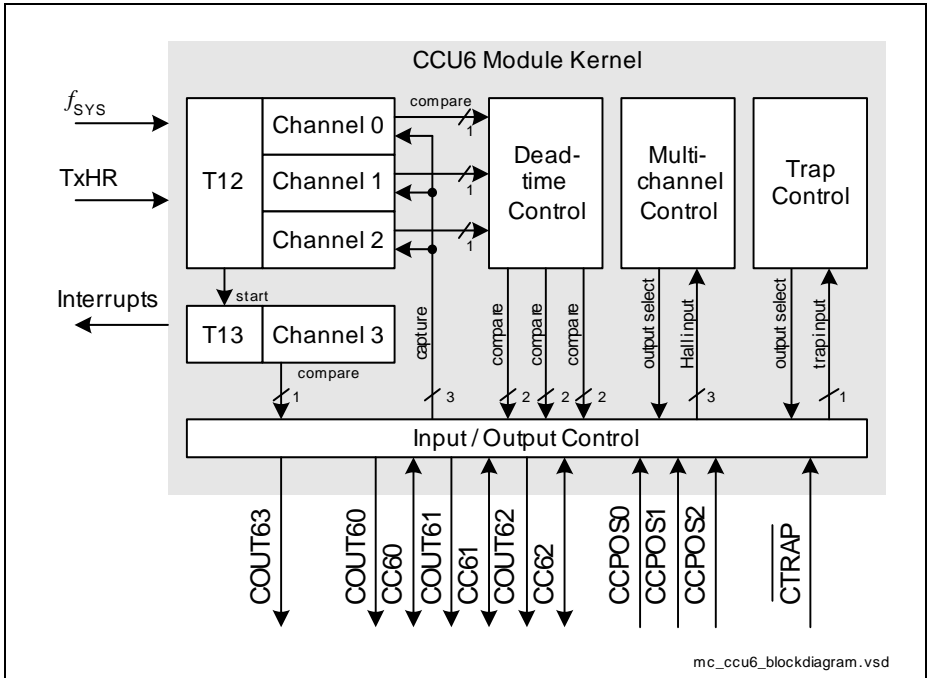 CCU6 Module Kernel
fSYS
TxHR
Interrupts
T12
Channel 0
Channel 1
Channel 2
compare
1
1
1
Dead-
time
Control
Multi-
channel
Control
Trap
Control
start
T13
Channel 3
compare
1
capture
3
compare
2
compare
2
compare
2
output select
Hall input
3
output select
trap input
1
Input / Output Control
COUT63
COUT60
CC60
COUT61
CC61
COUT62
CC62
CCPOS0
CCPOS1
CCPOS2
CTRAP
mc_ccu6_blockdiagram.vsd